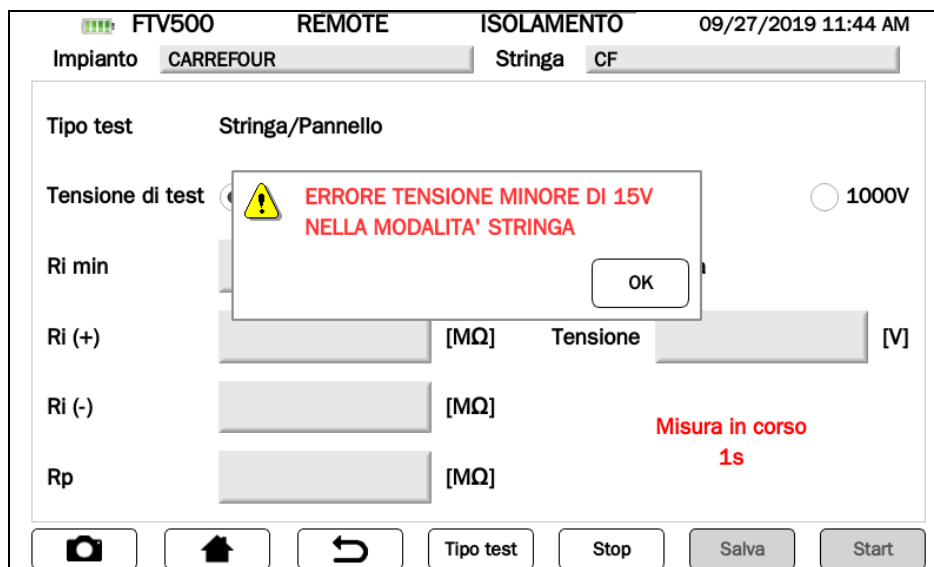 FTV500 REMOTE ISOLAMENTO 09/27/2019 11:44 AM
Impianto CARREFOUR Stringa CF
Tipo test Stringa/Pannello
Tensione di test 1000V
ERRORE TENSIONE MINORE DI 15V
NELLA MODALITA' STRINGA
Ri min
OK
Ri (+) [MΩ] Tensione [V]
Ri (-) [MΩ]
Misura in corso
1s
Rp [MΩ]
Tipo test Stop Salva Start